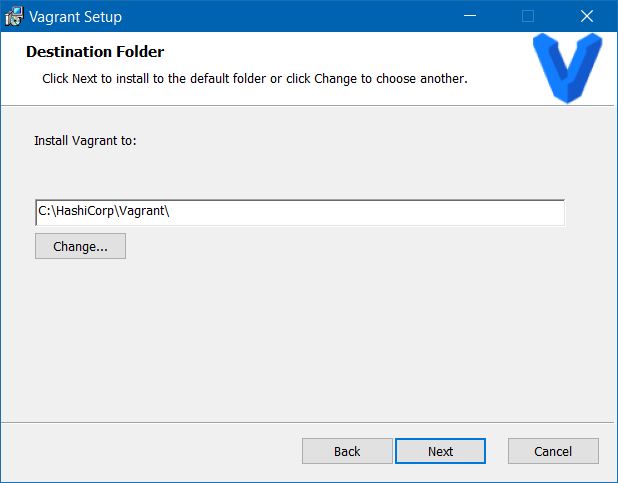 Vagrant Setup
Destination Folder
Click Next to install to the default folder or click Change to choose another.
Install Vagrant to:
C:\HashiCorp\Vagrant\
Change...
Back
Next
Cancel